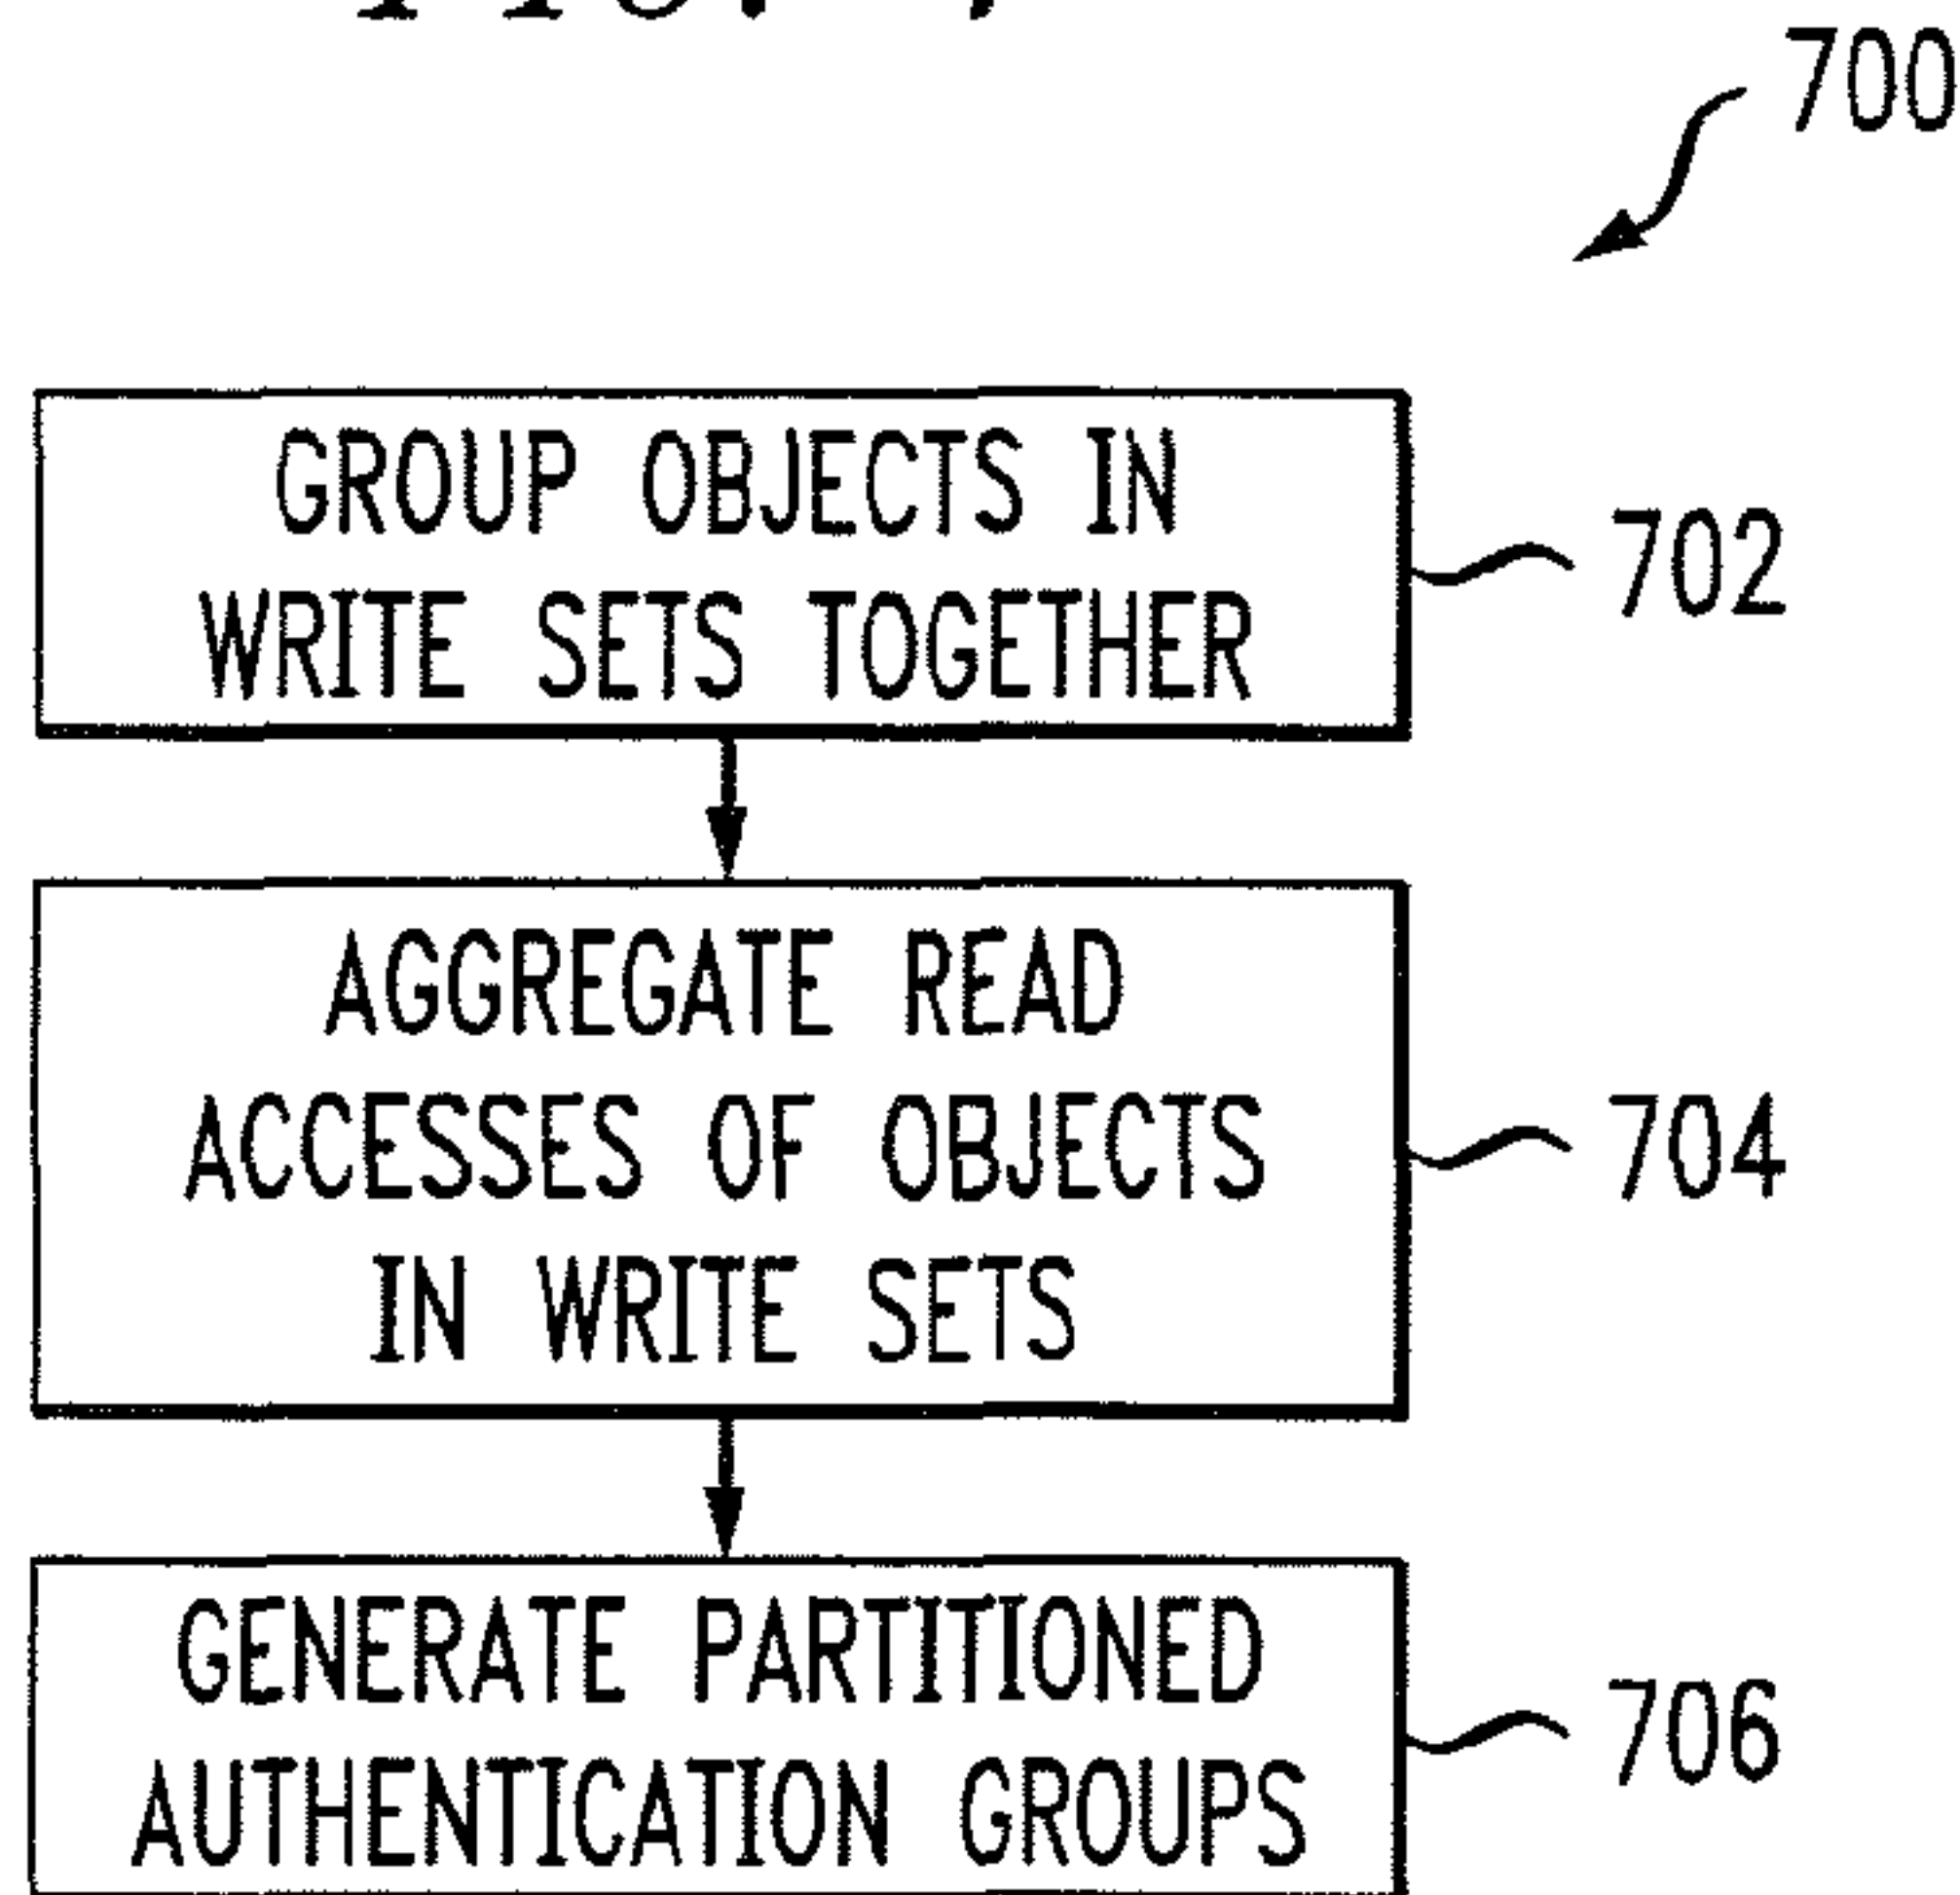 700
GROUP OBJECTS IN
WRITE SETS TOGETHER
702
AGGREGATE READ
ACCESSES OF OBJECTS
IN WRITE SETS
704
GENERATE PARTITIONED
AUTHENTICATION GROUPS
706